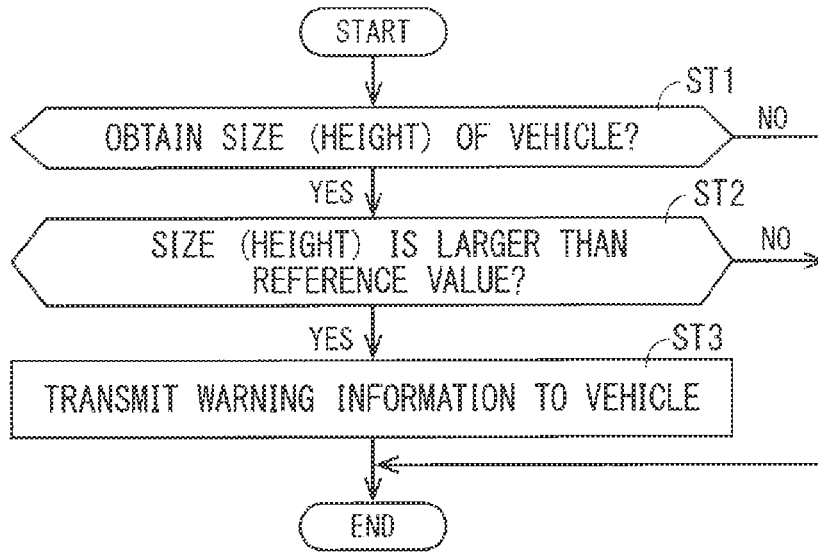 START
ST1
OBTAIN SIZE (HEIGHT) OF VEHICLE?
NO
YES
ST2
SIZE (HEIGHT) IS LARGER THAN
REFERENCE VALUE?
NO
YES
ST3
TRANSMIT WARNING INFORMATION TO VEHICLE
END